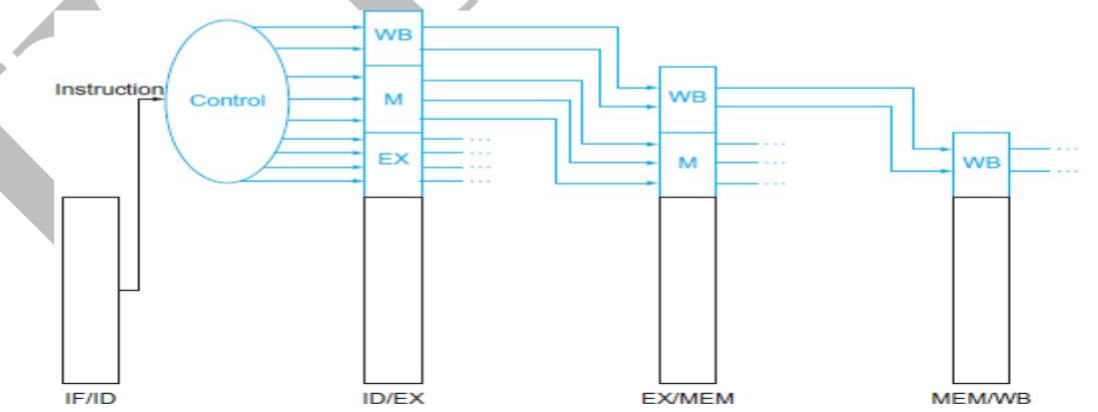 WB
Instruction
Control
M
WB
EX
M
WB
IF/ID
ID/EX
EX/MEM
MEM/WB